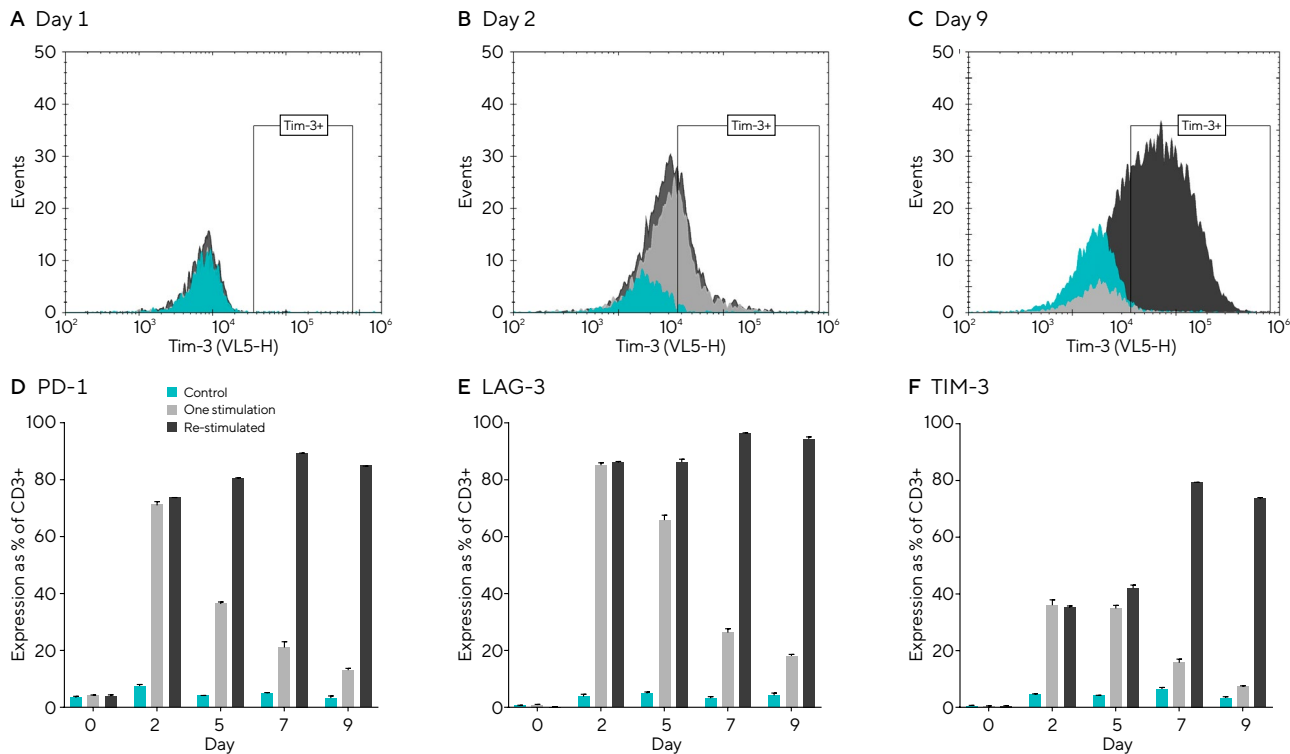 A Day 1
50
40
30
20
10
0
Events
Tim-3+
10² 10³ 10⁴ 10⁵ 10⁶
Tim-3 (VL5-H)
B Day 2
50
40
30
20
10
0
Events
Tim-3+
10² 10³ 10⁴ 10⁵ 10⁶
Tim-3 (VL5-H)
C Day 9
50
40
30
20
10
0
Events
Tim-3+
10² 10³ 10⁴ 10⁵ 10⁶
Tim-3 (VL5-H)
D PD-1
Control
One stimulation
Re-stimulated
100
80
60
40
20
0
Expression as % of CD3+
0 2 5 7 9
Day
E LAG-3
100
80
60
40
20
0
Expression as % of CD3+
0 2 5 7 9
Day
F TIM-3
100
80
60
40
20
0
Expression as % of CD3+
0 2 5 7 9
Day